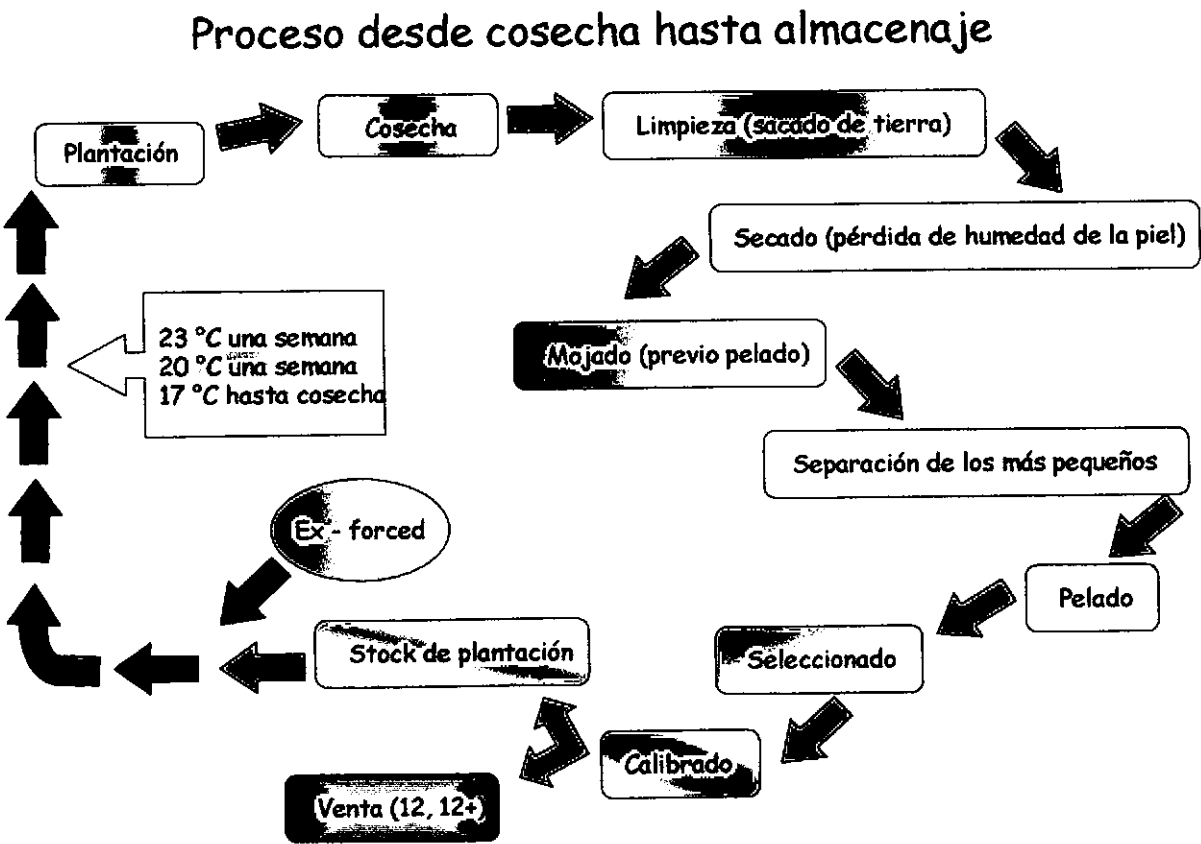 Proceso desde cosecha hasta almacenaje
Plantación
Cosecha
Limpieza (sacado de tierra)
Secado (pérdida de humedad de la piel)
Mojado (previo pelado)
23 °C una semana
20 °C una semana
17 °C hasta cosecha
Separación de los más pequeños
Ex - forced
Pelado
Stock de plantación
Seleccionado
Calibrado
Venta (12, 12+)